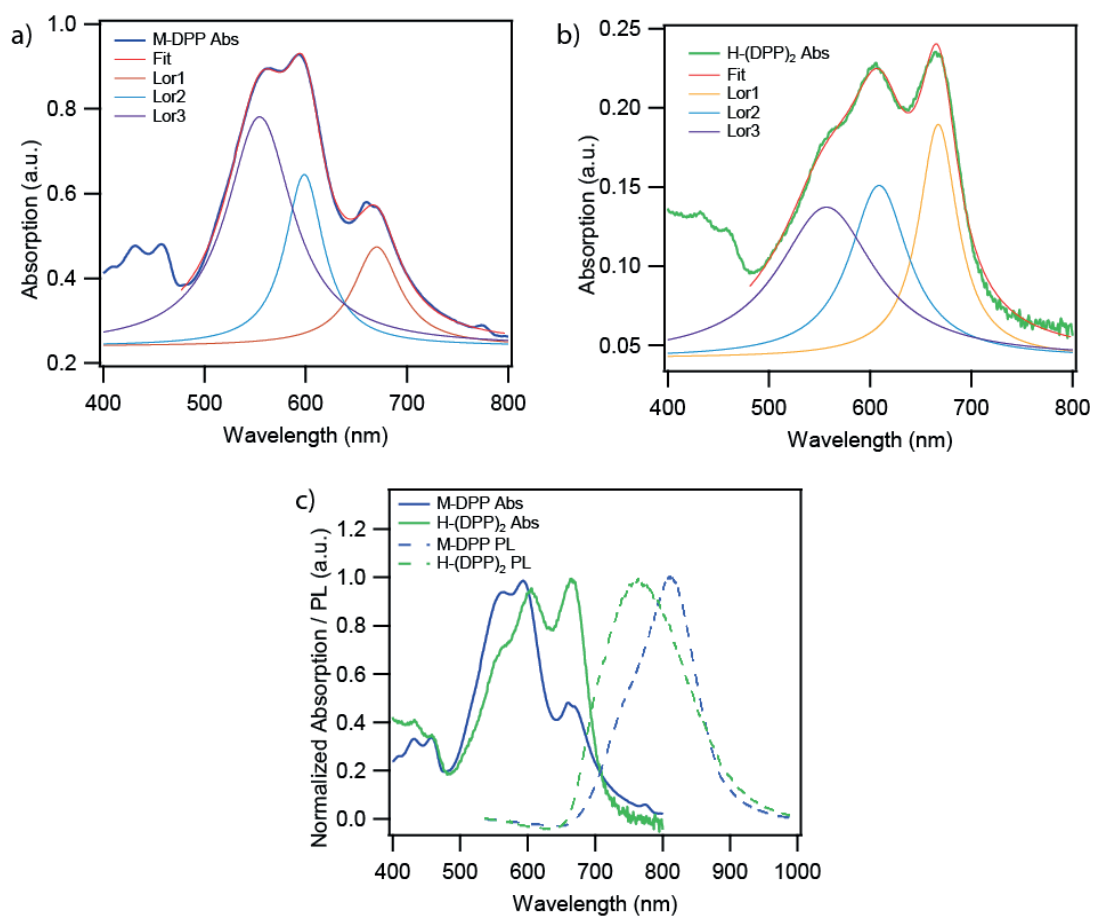 a)
M-DPP Abs
Fit
Lor1
Lor2
Lor3
Absorption (a.u.)
1.0
0.8
0.6
0.4
0.2
400 500 600 700 800
Wavelength (nm)
b)
H-(DPP)₂ Abs
Fit
Lor1
Lor2
Lor3
Absorption (a.u.)
0.25
0.20
0.15
0.10
0.05
400 500 600 700 800
Wavelength (nm)
c)
M-DPP Abs
H-(DPP)₂ Abs
M-DPP PL
H-(DPP)₂ PL
Normalized Absorption / PL (a.u.)
1.2
1.0
0.8
0.6
0.4
0.2
0.0
400 500 600 700 800 900 1000
Wavelength (nm)